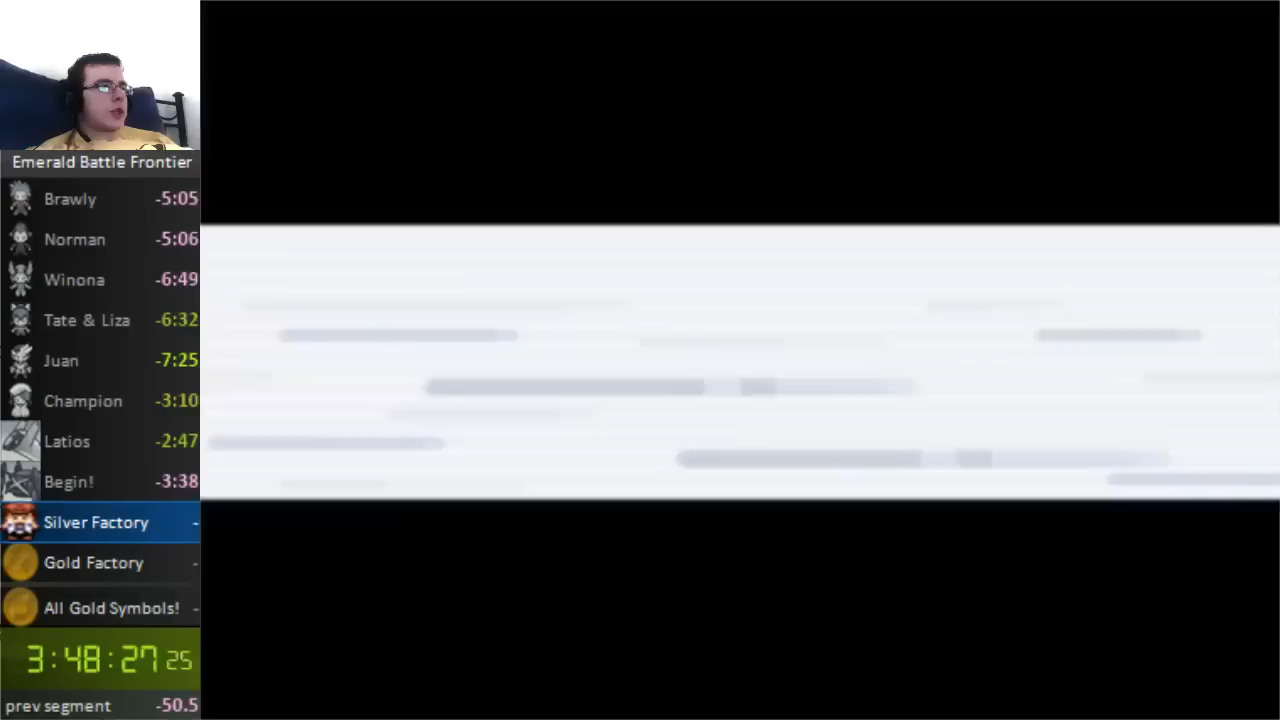 Emerald Battle Frontier
Brawly -5:05
Norman -5:06
Winona -6:49
Tate & Liza -6:32
Juan -7:25
Champion -3:10
Latios -2:47
Begin! -3:38
Silver Factory -
Gold Factory -
All Gold Symbols! -
3:48:27 25
prev segment -50.5